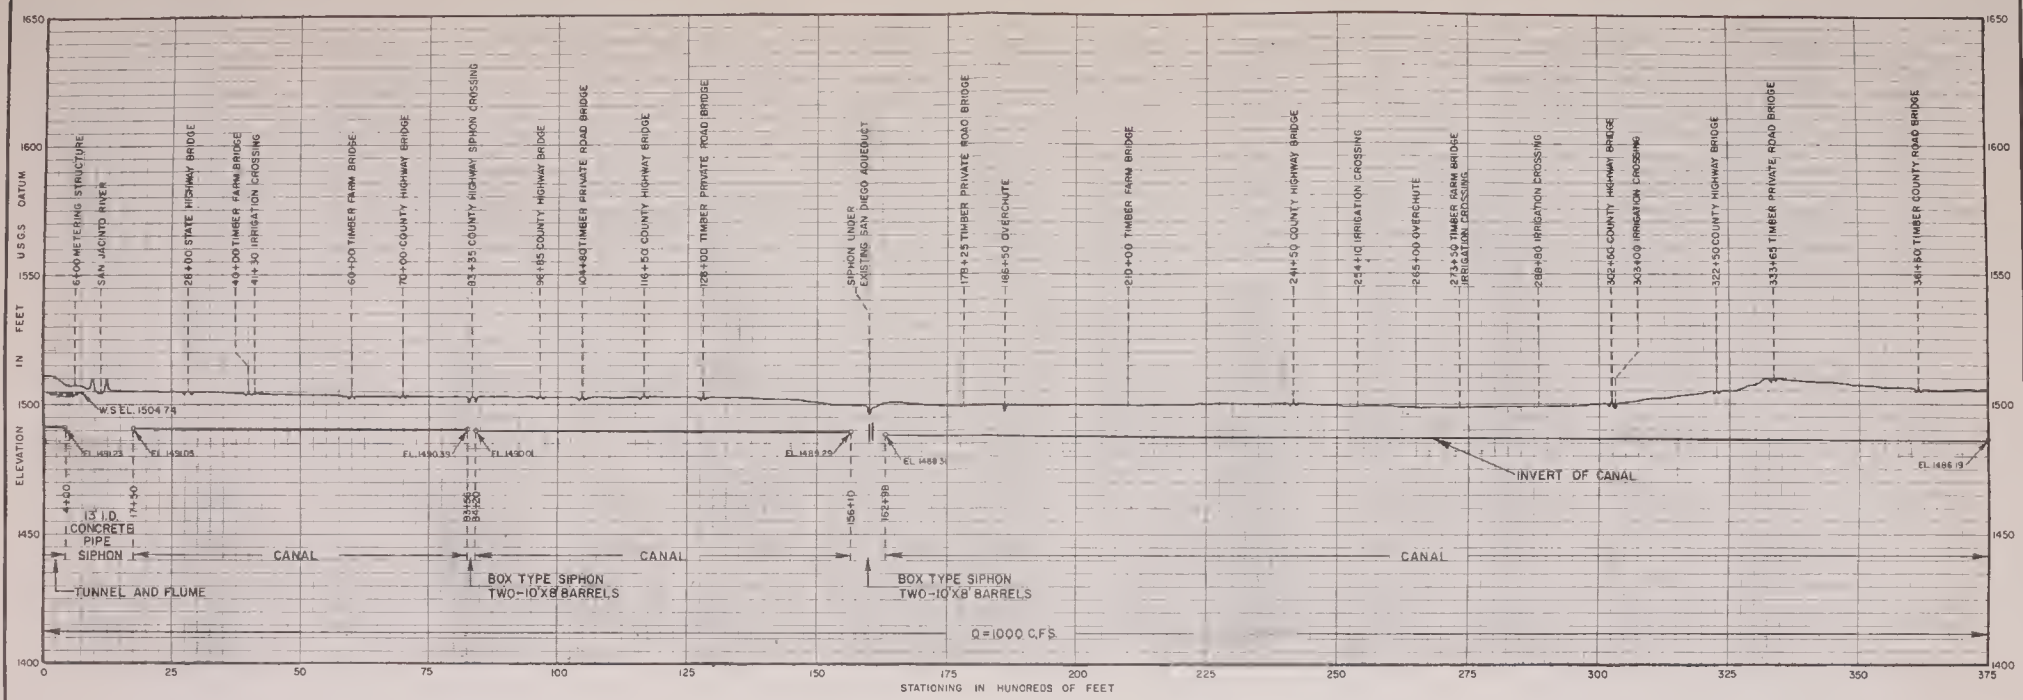 1650
1600
1550
1500
1450
1400
ELEVATION IN FEET U.S.G.S. DATUM
6+00 METERING STRUCTURE
SAN JACINTO RIVER
28+00 STATE HIGHWAY BRIDGE
40+00 TIMBER FARM BRIDGE
41+30 IRRIGATION CROSSING
60+00 TIMBER FARM BRIDGE
70+00 COUNTY HIGHWAY BRIDGE
83+35 COUNTY HIGHWAY SIPHON CROSSING
96+85 COUNTY HIGHWAY BRIDGE
104+80 TIMBER PRIVATE ROAD BRIDGE
116+50 COUNTY HIGHWAY BRIDGE
128+00 TIMBER PRIVATE ROAD BRIDGE
SIPHON UNDER
EXISTING SAN DIEGO AQUEDUCT
178+25 TIMBER PRIVATE ROAD BRIDGE
186+50 OVERCHUTE
210+00 TIMBER FARM BRIDGE
241+50 COUNTY HIGHWAY BRIDGE
254+10 IRRIGATION CROSSING
265+00 OVERCHUTE
273+50 TIMBER FARM BRIDGE
IRRIGATION CROSSING
288+80 IRRIGATION CROSSING
302+50 COUNTY HIGHWAY BRIDGE
303+00 IRRIGATION CROSSING
322+50 COUNTY HIGHWAY BRIDGE
333+65 TIMBER PRIVATE ROAD BRIDGE
361+50 TIMBER COUNTY ROAD BRIDGE
1650
1600
1550
1500
1450
1400
W.S. EL. 1504.74
EL. 1491.23
EL. 1491.05
EL. 1490.39
EL. 1490.01
EL. 1489.29
EL. 1488.51
EL. 1486.19
INVERT OF CANAL
4+00
17+50
84+20
156+10
162+98
13' I.D.
CONCRETE
PIPE
SIPHON
CANAL
CANAL
CANAL
TUNNEL AND FLUME
BOX TYPE SIPHON
TWO-10'X8' BARRELS
BOX TYPE SIPHON
TWO-10'X8' BARRELS
Q=1000 C.F.S.
0 25 50 75 100 125 150 175 200 225 250 275 300 325 350 375
STATIONING IN HUNDREDS OF FEET